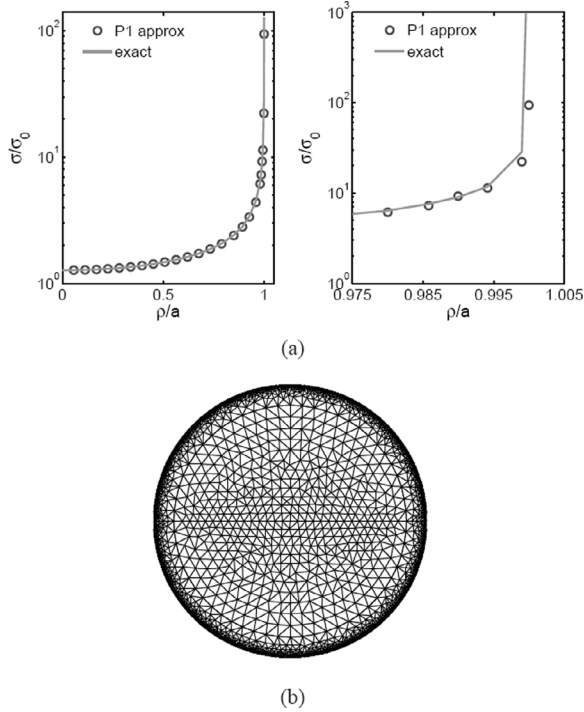 P1 approx
exact
σ/σ0
10^2
10^1
10^0
0
0.5
1
ρ/a
P1 approx
exact
σ/σ0
10^3
10^2
10^1
10^0
0.975
0.985
0.995
1.005
ρ/a
(a)
(b)